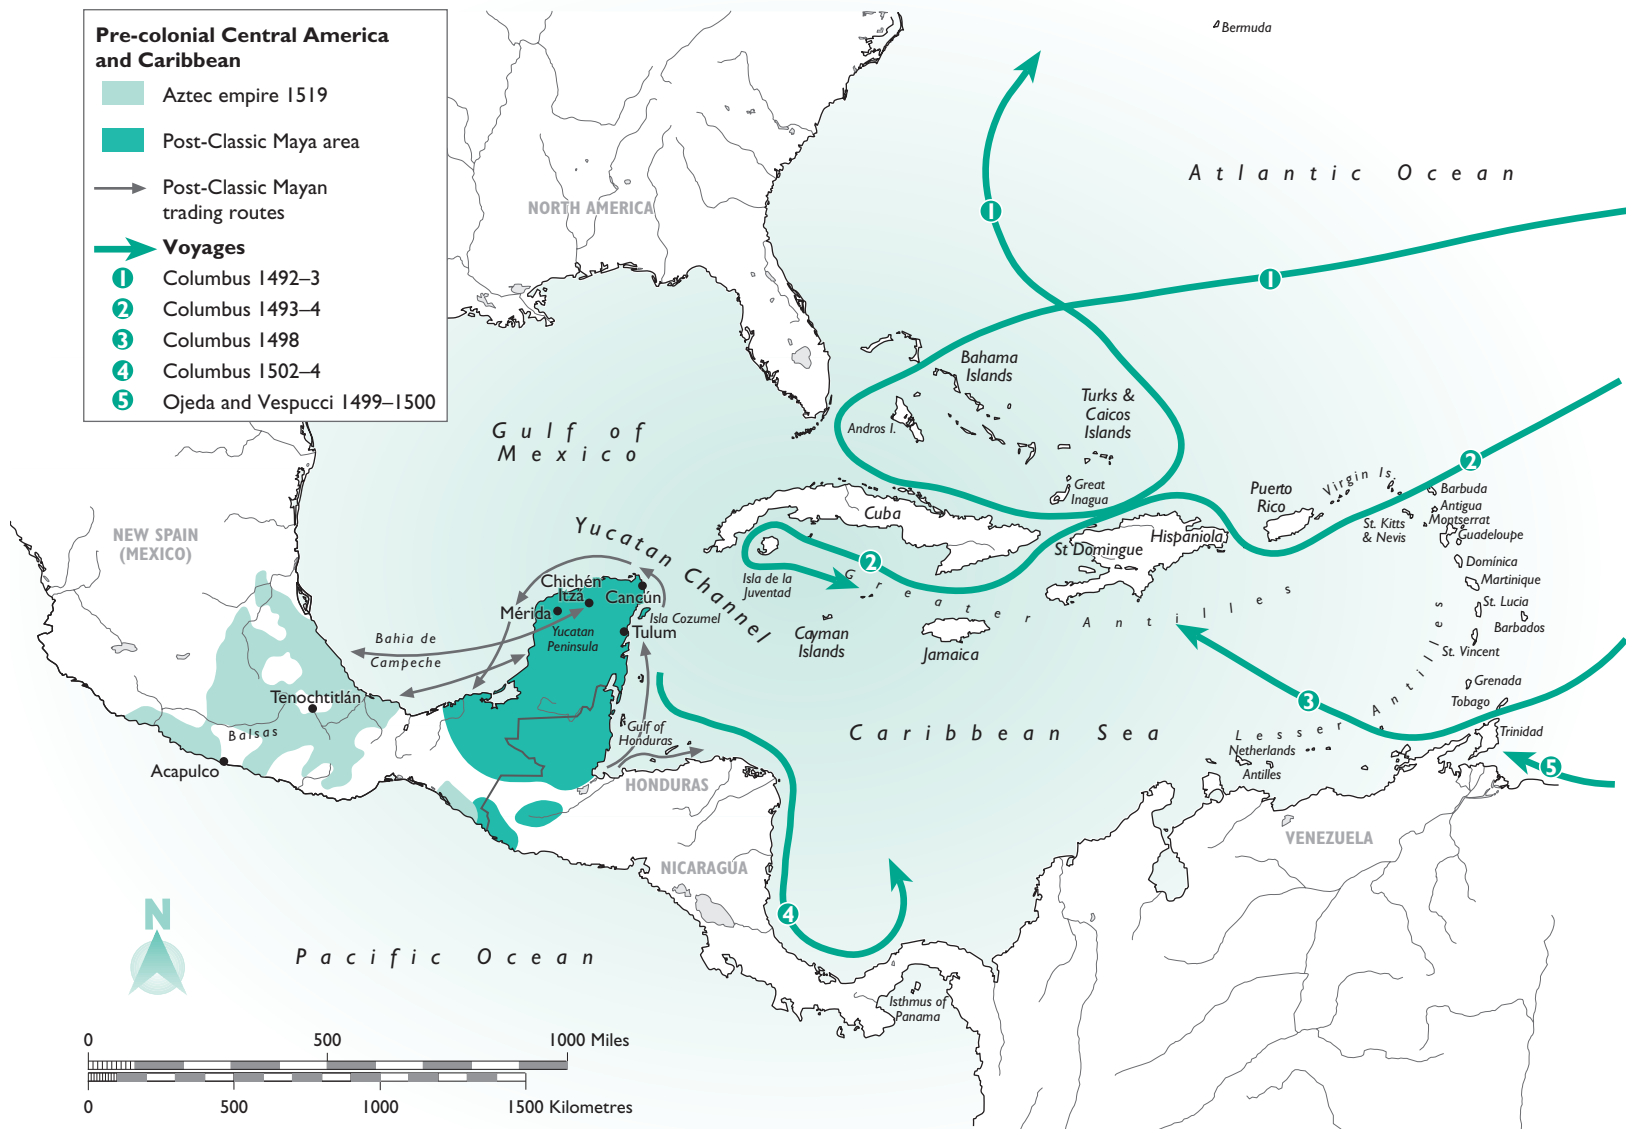 Pre-colonial Central America
and Caribbean
Aztec empire 1519
Post-Classic Maya area
Post-Classic Mayan
trading routes
Voyages
1 Columbus 1492–3
2 Columbus 1493–4
3 Columbus 1498
4 Columbus 1502–4
5 Ojeda and Vespucci 1499–1500
Bermuda
Atlantic Ocean
NORTH AMERICA
1
1
Bahama
Islands
Turks &
Caicos
Islands
Andros I.
Gulf of
Mexico
Great
Inagua
2
Puerto
Rico
Virgin Is.
Barbuda
Antigua
Montserrat
St. Kitts
& Nevis
Guadeloupe
Cuba
Hispaniola
St Domingue
NEW SPAIN
(MEXICO)
Yucatan Channel
2
Isla de la
Juventad
Greater Antilles
Dominica
Martinique
St. Lucia
Barbados
St. Vincent
Chichén
Itzá
Cancún
Mérida
Isla Cozumel
Yucatan
Peninsula
Tulum
Bahia de
Campeche
Cayman
Islands
Jamaica
Grenada
Tobago
Trinidad
Tenochtitlán
Balsas
Acapulco
Gulf of
Honduras
HONDURAS
Caribbean Sea
3
Lesser Antilles
Netherlands
Antilles
5
VENEZUELA
NICARAGUA
4
N
Pacific Ocean
Isthmus of
Panama
0 500 1000 Miles
0 500 1000 1500 Kilometres